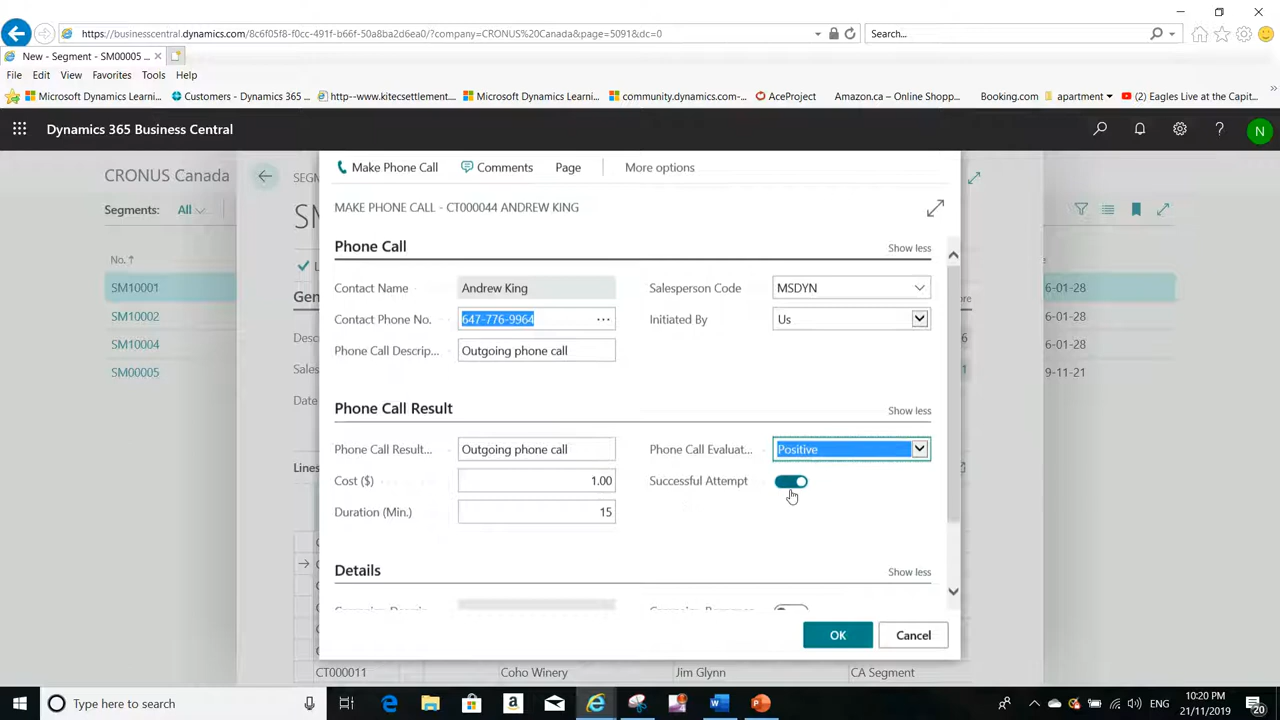 https://businesscentral.dynamics.com/8c6f05f8-f0cc-491f-b66f-50a8ba2d6ea0/?company=CRONUS%20Canada&page=5091&dc=0
Search...
New - Segment - SM00005 ...
File Edit View Favorites Tools Help
Microsoft Dynamics Learni...
Customers - Dynamics 365 ...
http--www.kitecsettlement....
Microsoft Dynamics Learni...
community.dynamics.com-...
AceProject
Amazon.ca – Online Shopp...
Booking.com
apartment
(2) Eagles Live at the Capit...
Dynamics 365 Business Central
N
CRONUS Canada
Segments: All
No. ↑
SM10001
SM10002
SM10004
SM00005
Make Phone Call Comments Page More options
MAKE PHONE CALL - CT000044 ANDREW KING
Phone Call
Show less
Contact Name Andrew King
Salesperson Code MSDYN
Contact Phone No. 647-776-9964 ...
Initiated By Us
Phone Call Descrip... Outgoing phone call
Phone Call Result
Show less
Phone Call Result... Outgoing phone call
Phone Call Evaluat... Positive
Cost ($) 1.00
Successful Attempt
Duration (Min.) 15
Details
Show less
OK Cancel
CT000011 Coho Winery Jim Glynn CA Segment
Type here to search
ENG
10:20 PM
21/11/2019
20